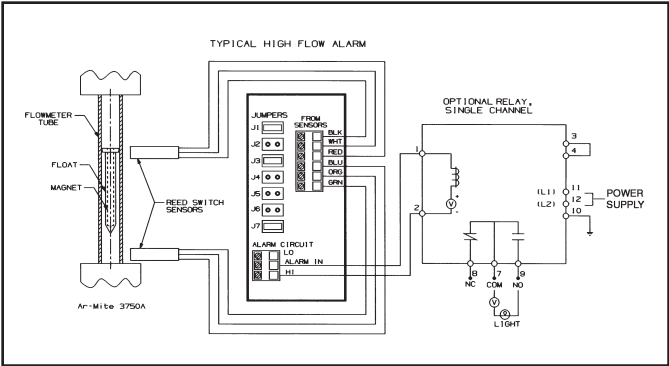 TYPICAL HIGH FLOW ALARM
FLOWMETER
TUBE
FLOAT
MAGNET
REED SWITCH
SENSORS
Ar-Mite 3750A
JUMPERS
J1
J2
J3
J4
J5
J6
J7
FROM
SENSORS
BLK
WHT
RED
BLU
ORG
GRN
ALARM CIRCUIT
LO
ALARM IN
HI
OPTIONAL RELAY,
SINGLE CHANNEL
1
2
+
V
-
3
4
(L1) 11
(L2) 12
10
POWER
SUPPLY
8 7 9
NC COM NO
V
LIGHT